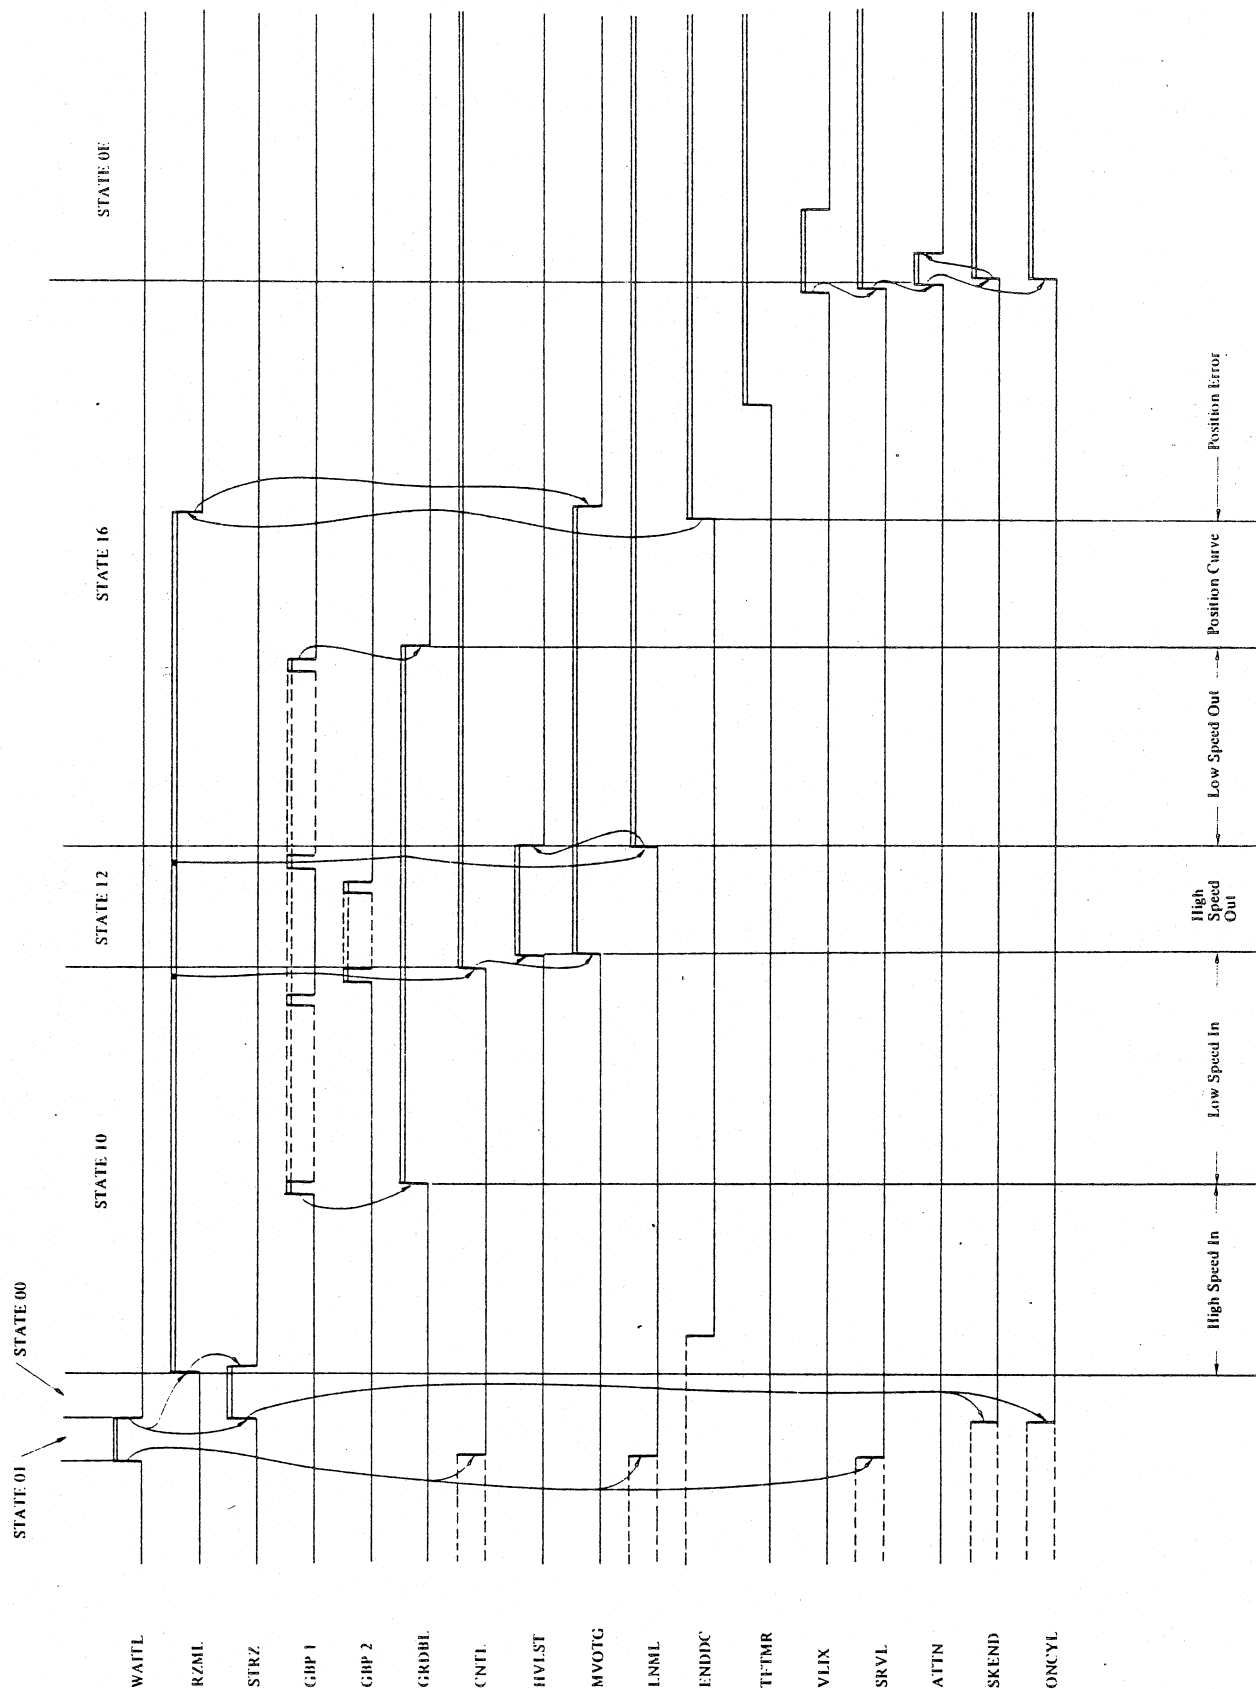 STATE 01
STATE 00
STATE 10
STATE 12
STATE 16
STATE 0E
WAITL
RZML
STRZ
GBP 1
GBP 2
GRDBL
CNTL
HVLST
MVOTG
LNML
ENDDC
TFTMR
VLIX
SRVL
ATTN
SKEND
ONCYL
High Speed In
Low Speed In
High
Speed
Out
Low Speed Out
Position Curve
Position Error